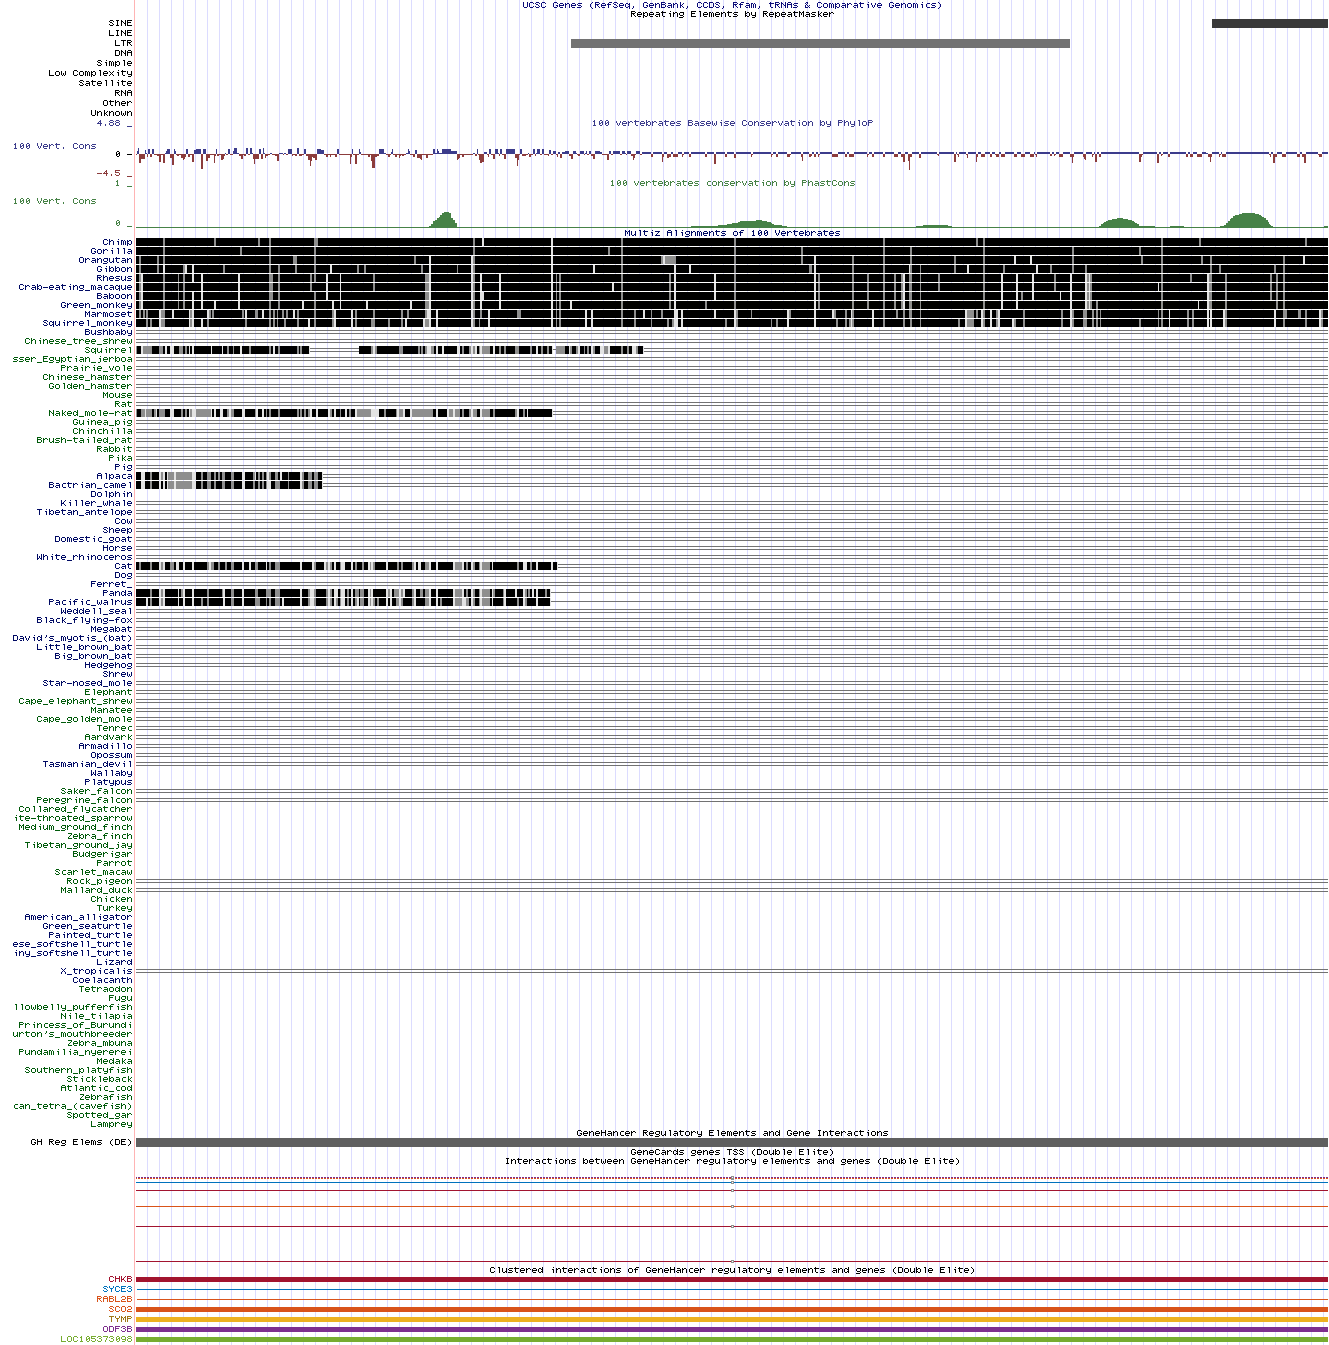 UCSC Genes (RefSeq, GenBank, CCDS, Rfam, tRNAs & Comparative Genomics)
Repeating Elements by RepeatMasker
SINE
LINE
LTR
DNA
Simple
Low Complexity
Satellite
RNA
Other
Unknown
4.88 _
100 vertebrates Basewise Conservation by PhyloP
100 Vert. Cons
0 _
-4.5 _
1 _
100 vertebrates conservation by PhastCons
100 Vert. Cons
0 _
Multiz Alignments of 100 Vertebrates
Chimp
Gorilla
Orangutan
Gibbon
Rhesus
Crab-eating_macaque
Baboon
Green_monkey
Marmoset
Squirrel_monkey
Bushbaby
Chinese_tree_shrew
Squirrel
sser_Egyptian_jerboa
Prairie_vole
Chinese_hamster
Golden_hamster
Mouse
Rat
Naked_mole-rat
Guinea_pig
Chinchilla
Brush-tailed_rat
Rabbit
Pika
Pig
Alpaca
Bactrian_camel
Dolphin
Killer_whale
Tibetan_antelope
Cow
Sheep
Domestic_goat
Horse
White_rhinoceros
Cat
Dog
Ferret_
Panda
Pacific_walrus
Weddell_seal
Black_flying-fox
Megabat
David's_myotis_(bat)
Little_brown_bat
Big_brown_bat
Hedgehog
Shrew
Star-nosed_mole
Elephant
Cape_elephant_shrew
Manatee
Cape_golden_mole
Tenrec
Aardvark
Armadillo
Opossum
Tasmanian_devil
Wallaby
Platypus
Saker_falcon
Peregrine_falcon
Collared_flycatcher
ite-throated_sparrow
Medium_ground_finch
Zebra_finch
Tibetan_ground_jay
Budgerigar
Parrot
Scarlet_macaw
Rock_pigeon
Mallard_duck
Chicken
Turkey
American_alligator
Green_seaturtle
Painted_turtle
ese_softshell_turtle
iny_softshell_turtle
Lizard
X_tropicalis
Coelacanth
Tetraodon
Fugu
llowbelly_pufferfish
Nile_tilapia
Princess_of_Burundi
urton's_mouthbreeder
Zebra_mbuna
Pundamilia_nyererei
Medaka
Southern_platyfish
Stickleback
Atlantic_cod
Zebrafish
can_tetra_(cavefish)
Spotted_gar
Lamprey
GeneHancer Regulatory Elements and Gene Interactions
GH Reg Elems (DE)
GeneCards genes TSS (Double Elite)
Interactions between GeneHancer regulatory elements and genes (Double Elite)
Clustered interactions of GeneHancer regulatory elements and genes (Double Elite)
CHKB
SYCE3
RABL2B
SCO2
TYMP
ODF3B
LOC105373098